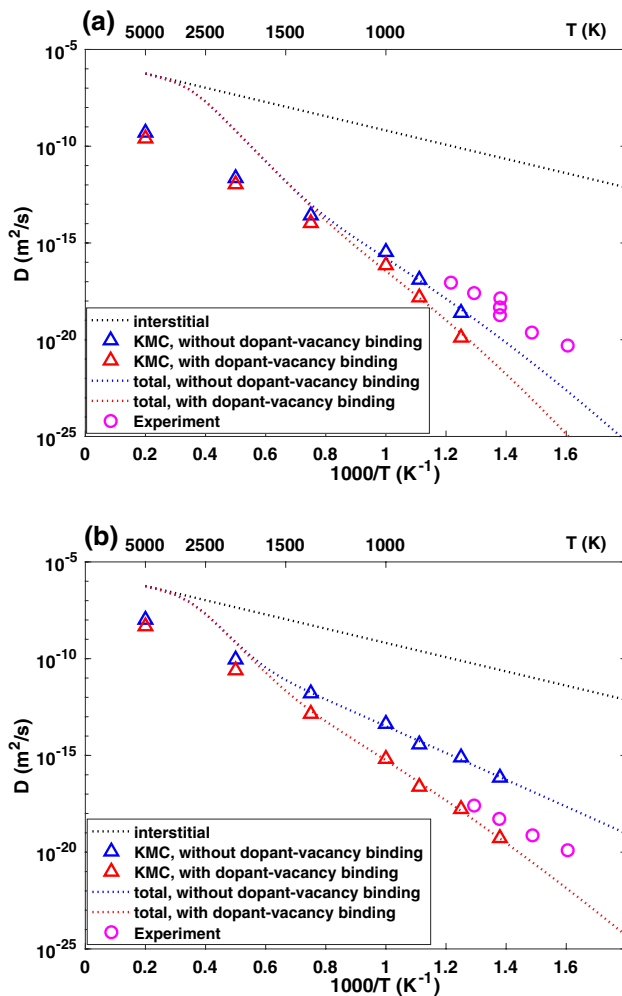 (a)
5000 2500 1500 1000 T (K)
10^-5
10^-10
10^-15
10^-20
10^-25
D (m^2/s)
interstitial
KMC, without dopant-vacancy binding
KMC, with dopant-vacancy binding
total, without dopant-vacancy binding
total, with dopant-vacancy binding
Experiment
0 0.2 0.4 0.6 0.8 1 1.2 1.4 1.6
1000/T (K^-1)
(b)
5000 2500 1500 1000 T (K)
10^-5
10^-10
10^-15
10^-20
10^-25
D (m^2/s)
interstitial
KMC, without dopant-vacancy binding
KMC, with dopant-vacancy binding
total, without dopant-vacancy binding
total, with dopant-vacancy binding
Experiment
0 0.2 0.4 0.6 0.8 1 1.2 1.4 1.6
1000/T (K^-1)